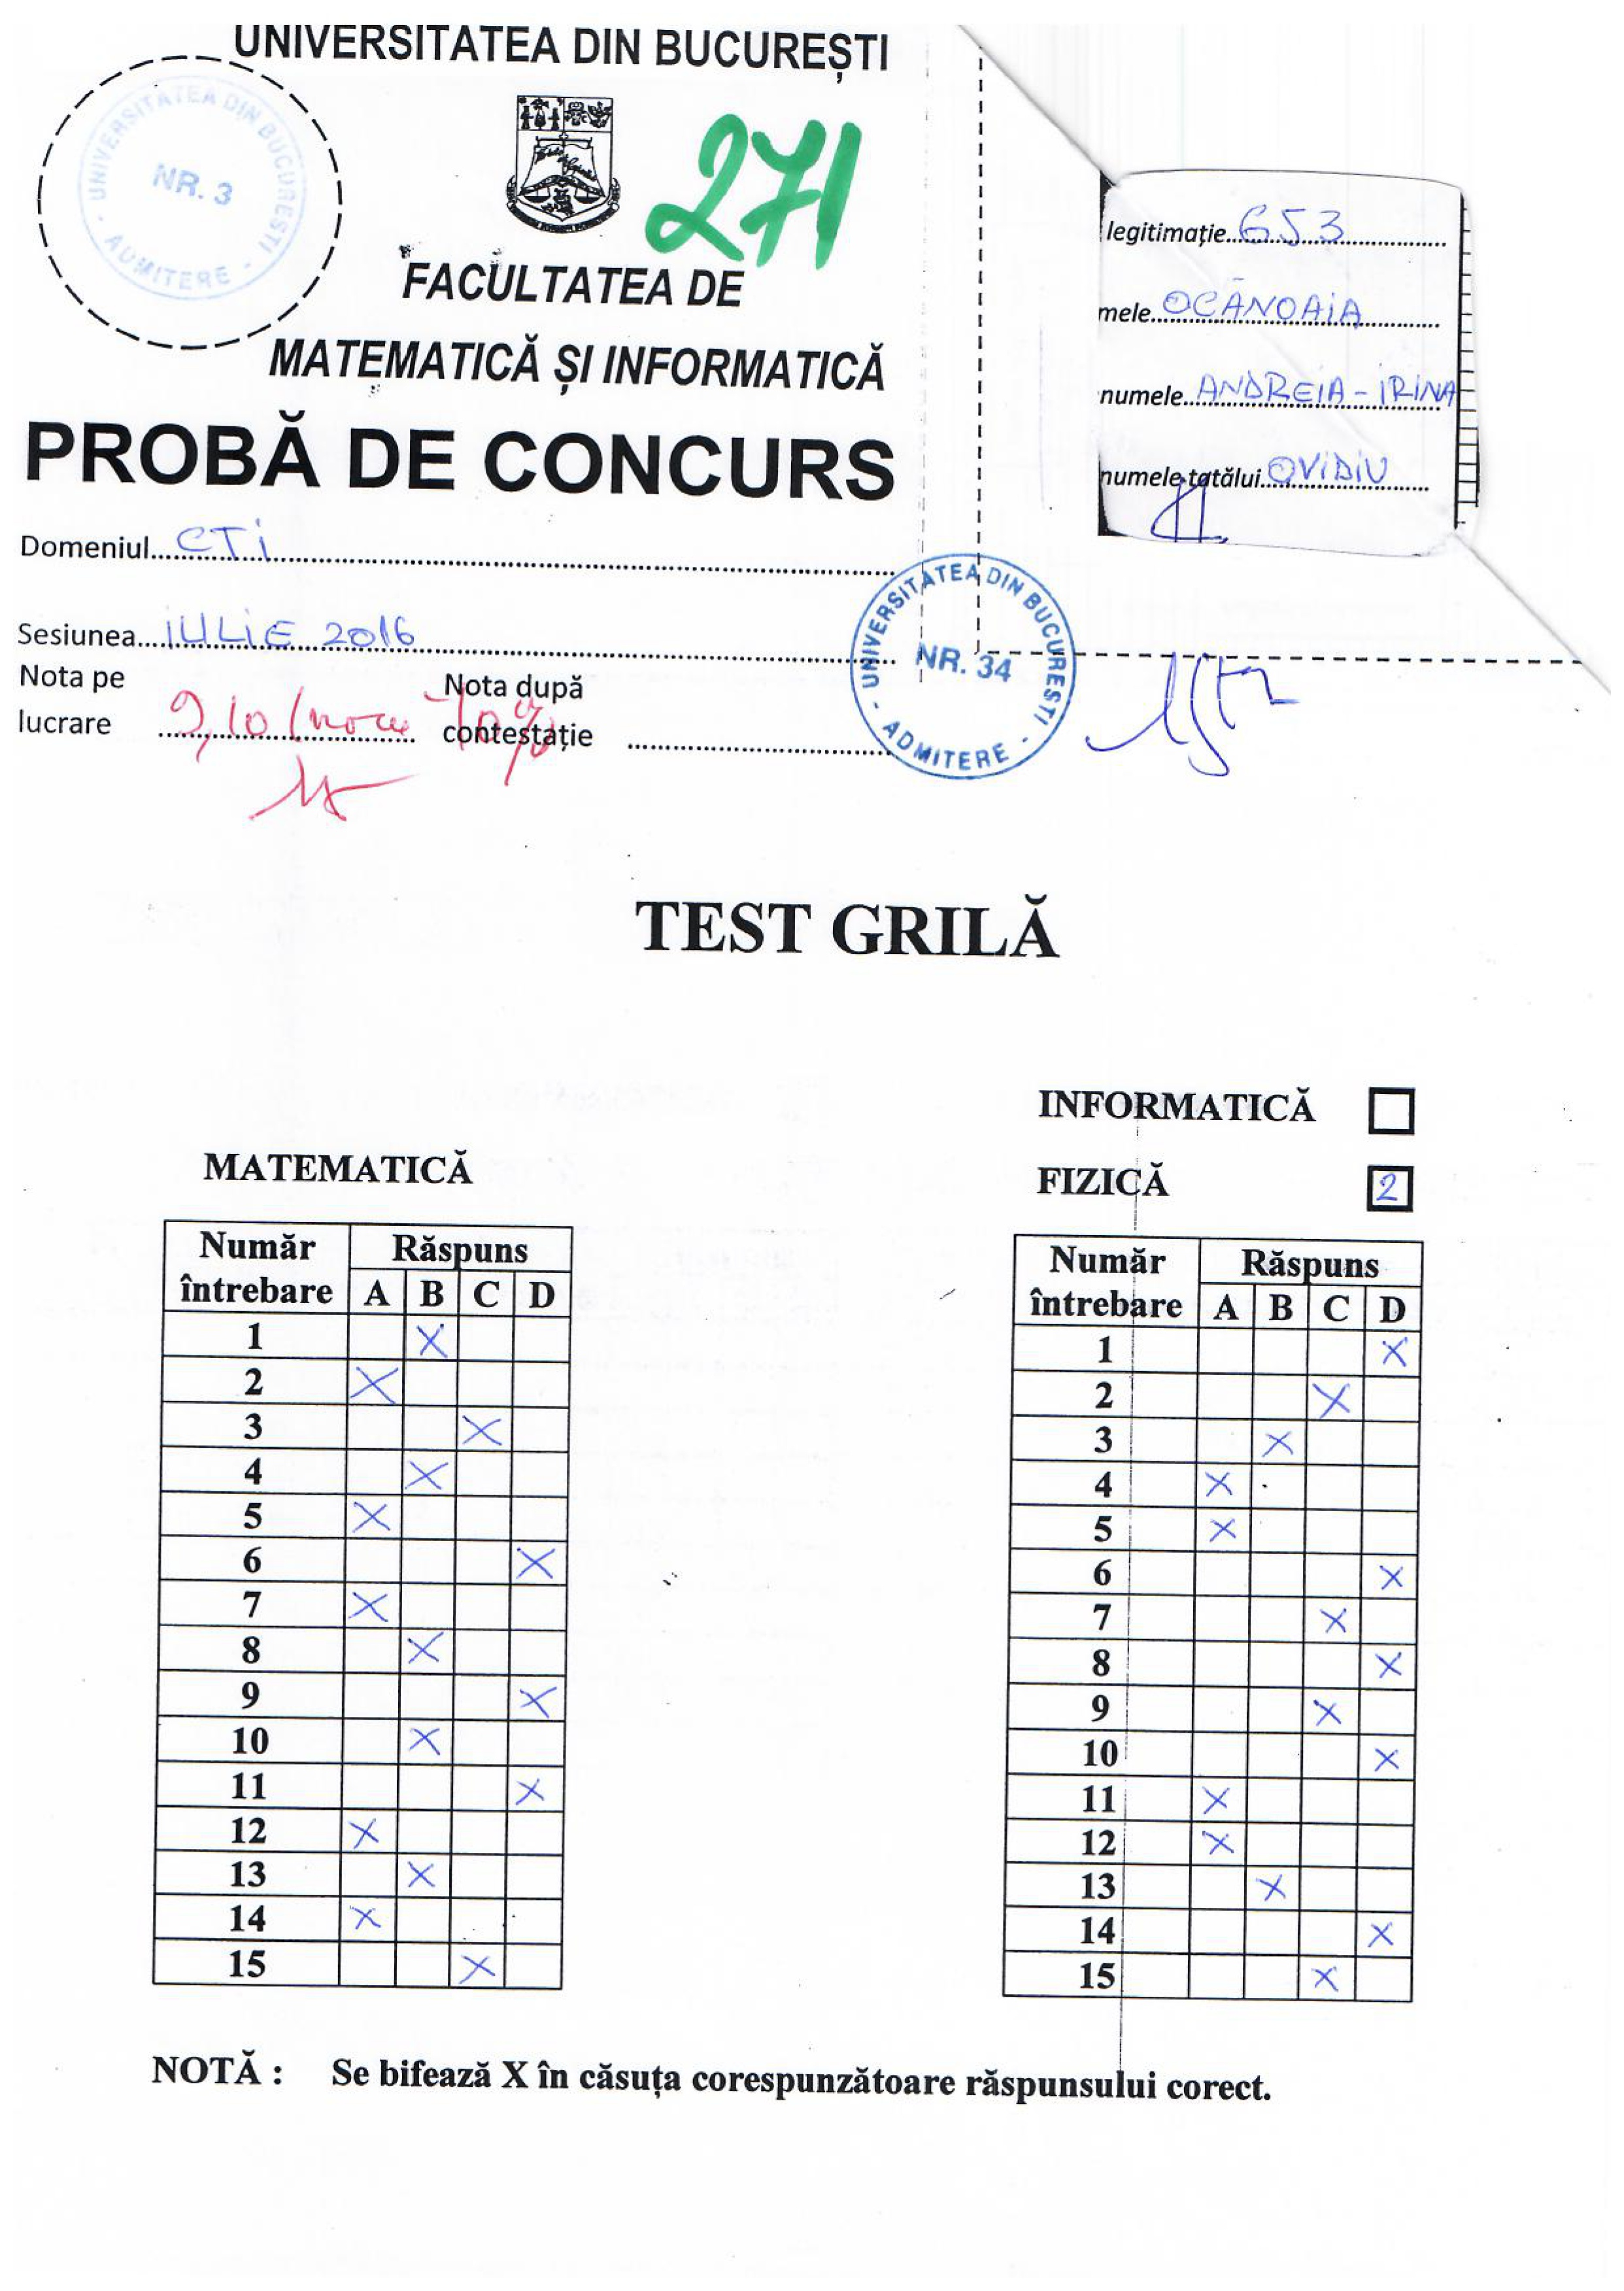 UNIVERSITATEA DIN BUCUREȘTI
UNIVERSITATEA DIN BUCUREȘTI
NR. 3
- ADMITERE -
271
FACULTATEA DE
MATEMATICĂ ȘI INFORMATICĂ
PROBĂ DE CONCURS
legitimație 653
mele OCĂNOAIA
numele ANDREIA-IRINA
numele tatălui OVIDIU
Domeniul CTI
Sesiunea IULIE 2016
Nota pe lucrare 9,10 Nota după contestație
UNIVERSITATEA DIN BUCUREȘTI
NR. 34
- ADMITERE -
TEST GRILĂ
INFORMATICĂ
MATEMATICĂ
FIZICĂ 2
Număr întrebare Răspuns
A B C D
1 X
2 X
3 X
4 X
5 X
6 X
7 X
8 X
9 X
10 X
11 X
12 X
13 X
14 X
15 X
Număr întrebare Răspuns
A B C D
1 X
2 X
3 X
4 X
5 X
6 X
7 X
8 X
9 X
10 X
11 X
12 X
13 X
14 X
15 X
NOTĂ : Se bifează X în căsuța corespunzătoare răspunsului corect.